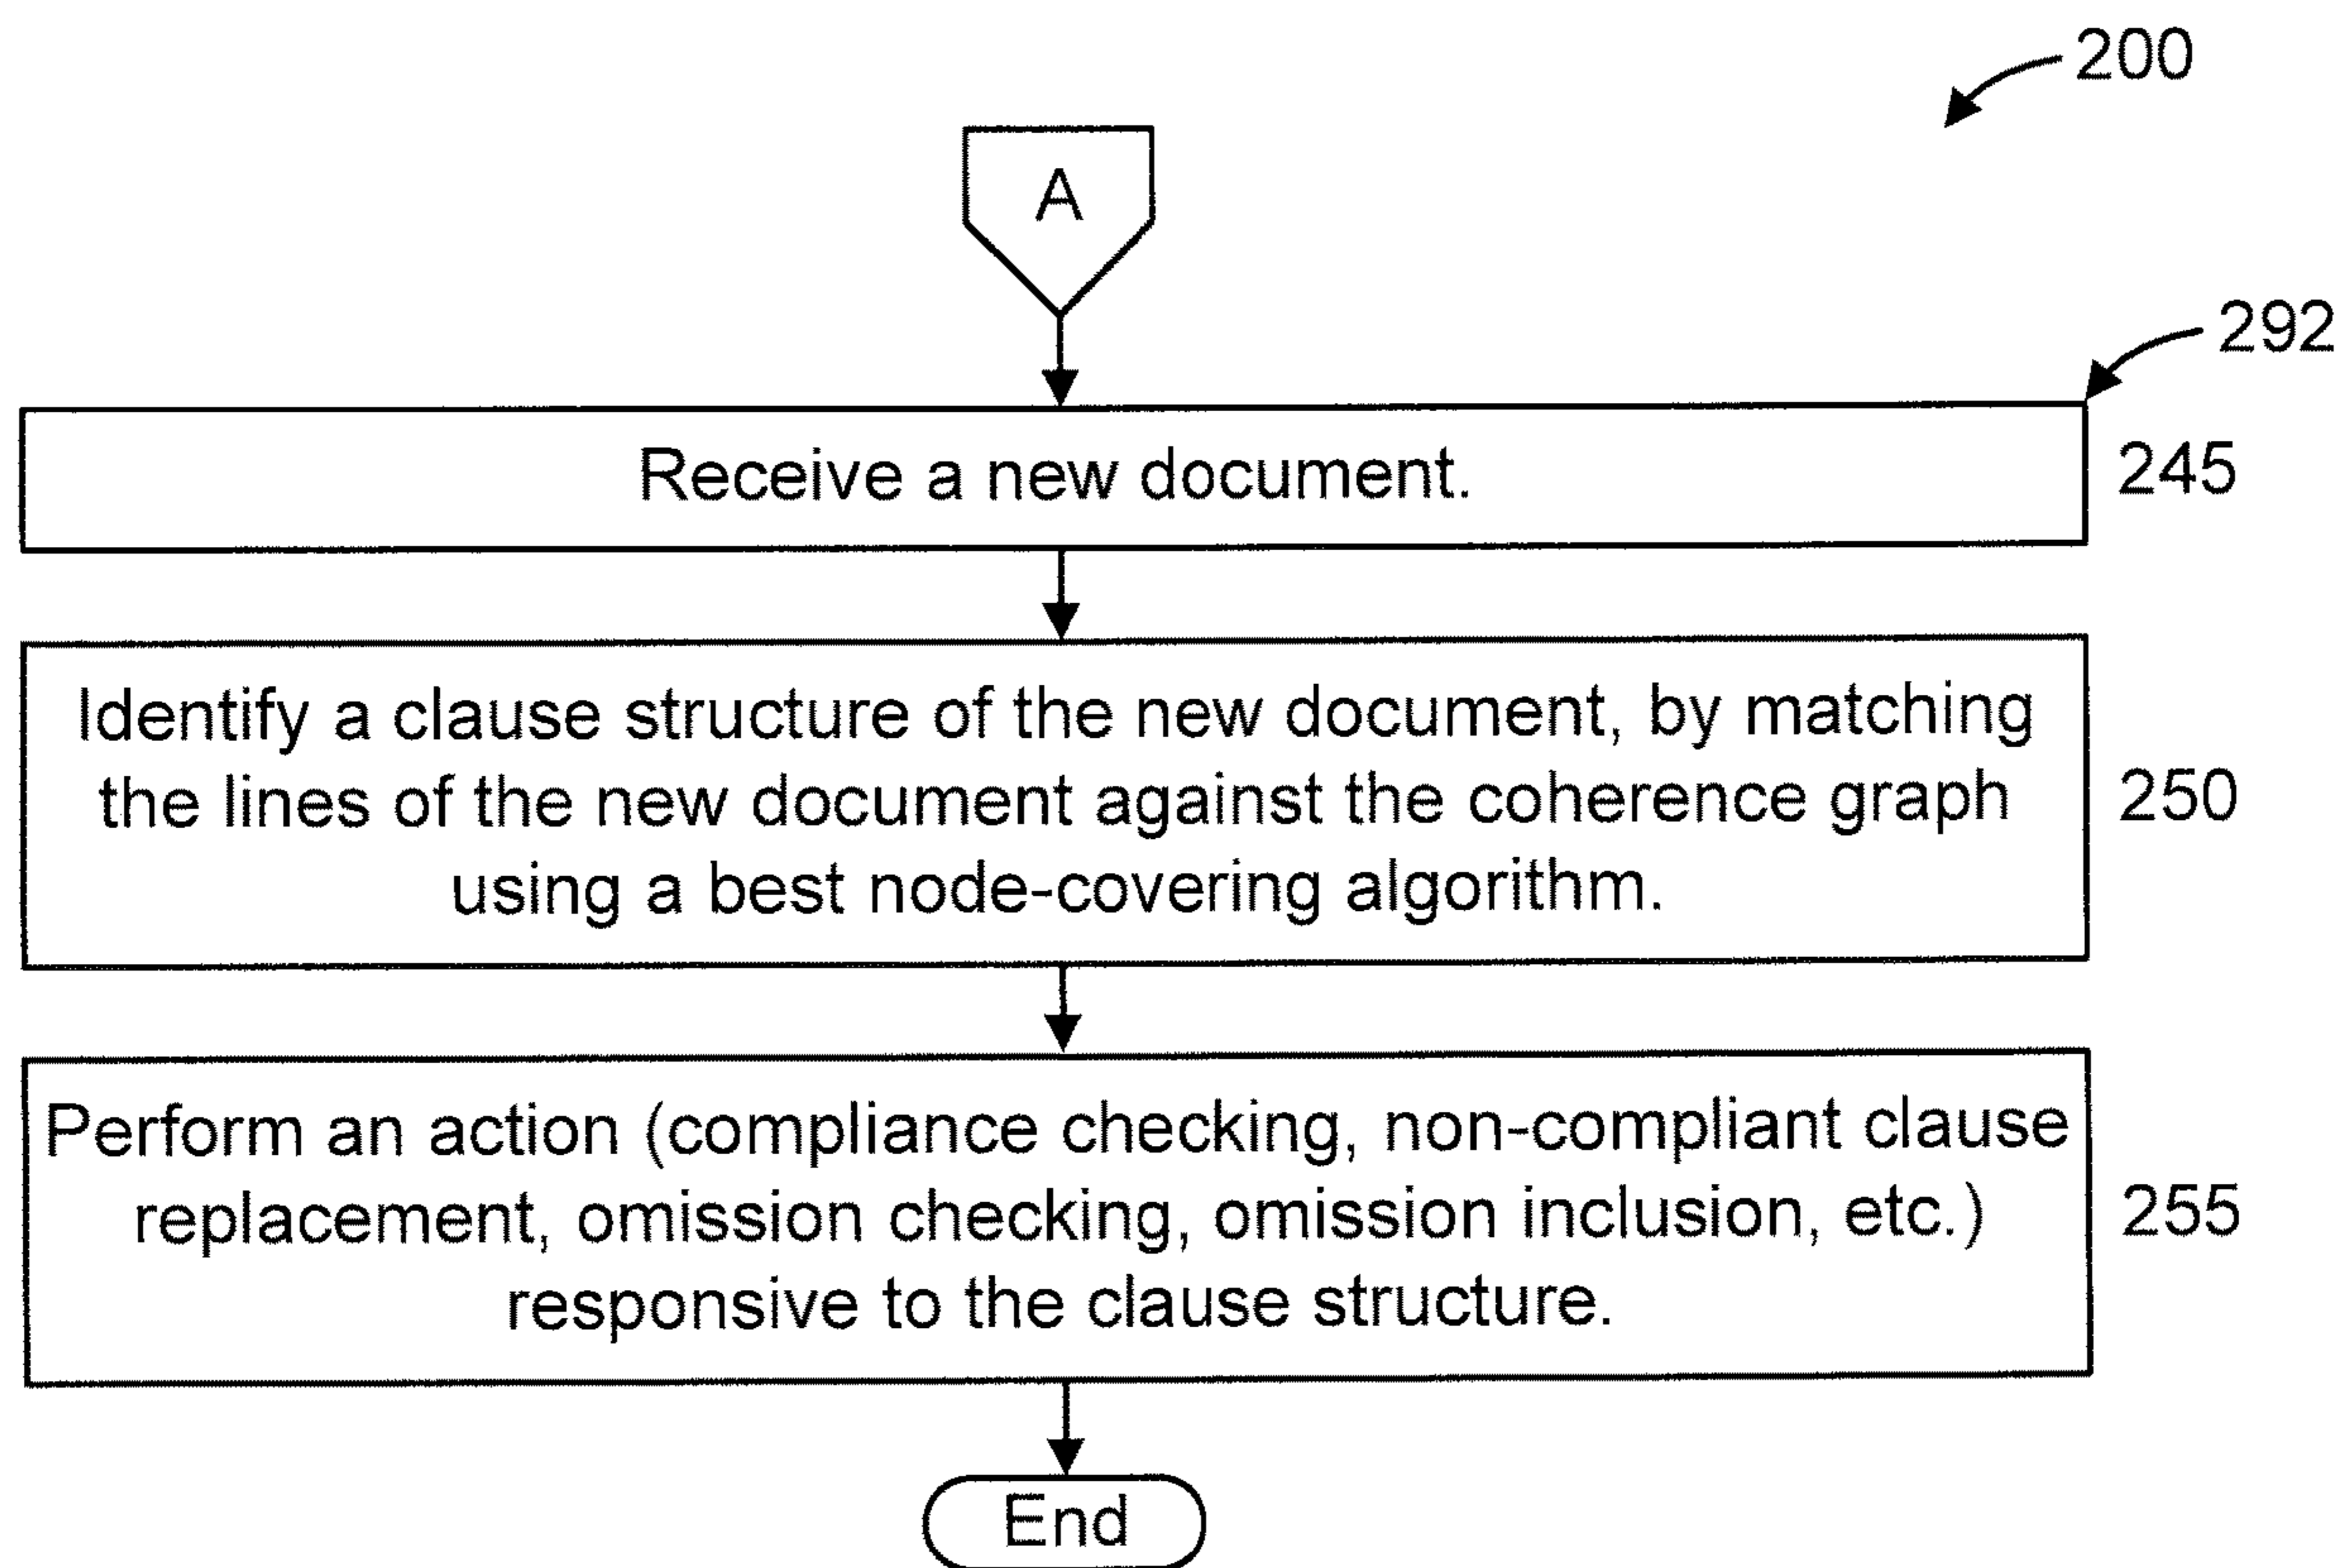 200
A
292
Receive a new document.
245
Identify a clause structure of the new document, by matching
the lines of the new document against the coherence graph
using a best node-covering algorithm.
250
Perform an action (compliance checking, non-compliant clause
replacement, omission checking, omission inclusion, etc.)
responsive to the clause structure.
255
End